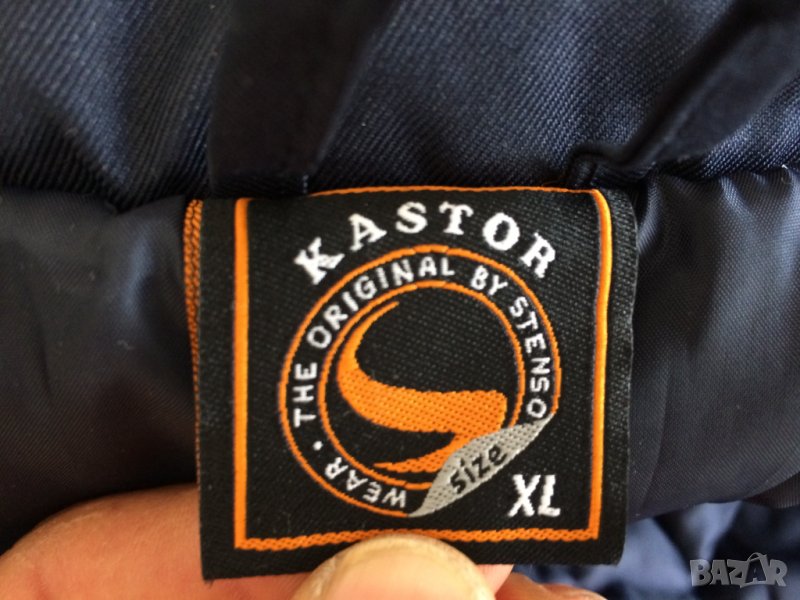 KASTOR
WEAR · THE ORIGINAL BY STENSO
size
XL
BAZAR